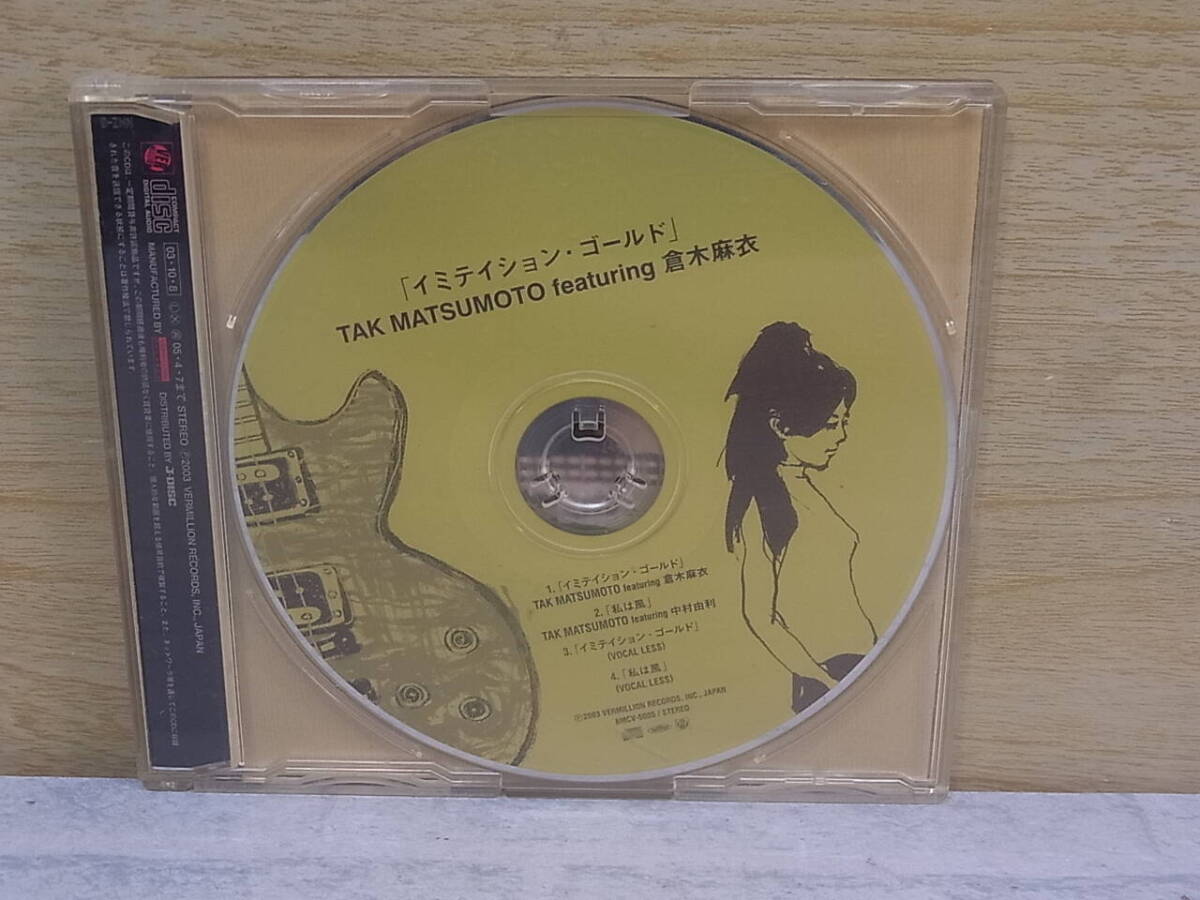 「イミテイション・ゴールド」
TAK MATSUMOTO featuring 倉木麻衣
1.「イミテイション・ゴールド」
TAK MATSUMOTO featuring 倉木麻衣
2.「私は風」
TAK MATSUMOTO featuring 中村由利
3.「イミテイション・ゴールド」
(VOCAL LESS)
4.「私は風」
(VOCAL LESS)
Ⓟ2003 VERMILLION RECORDS, INC., JAPAN
BMCV-5005 / STEREO
COMPACT
disc
DIGITAL AUDIO
03・10・8
05・4・7まで STEREO Ⓟ2003 VERMILLION RECORDS, INC., JAPAN
MANUFACTURED BY
DISTRIBUTED BY J-DISC